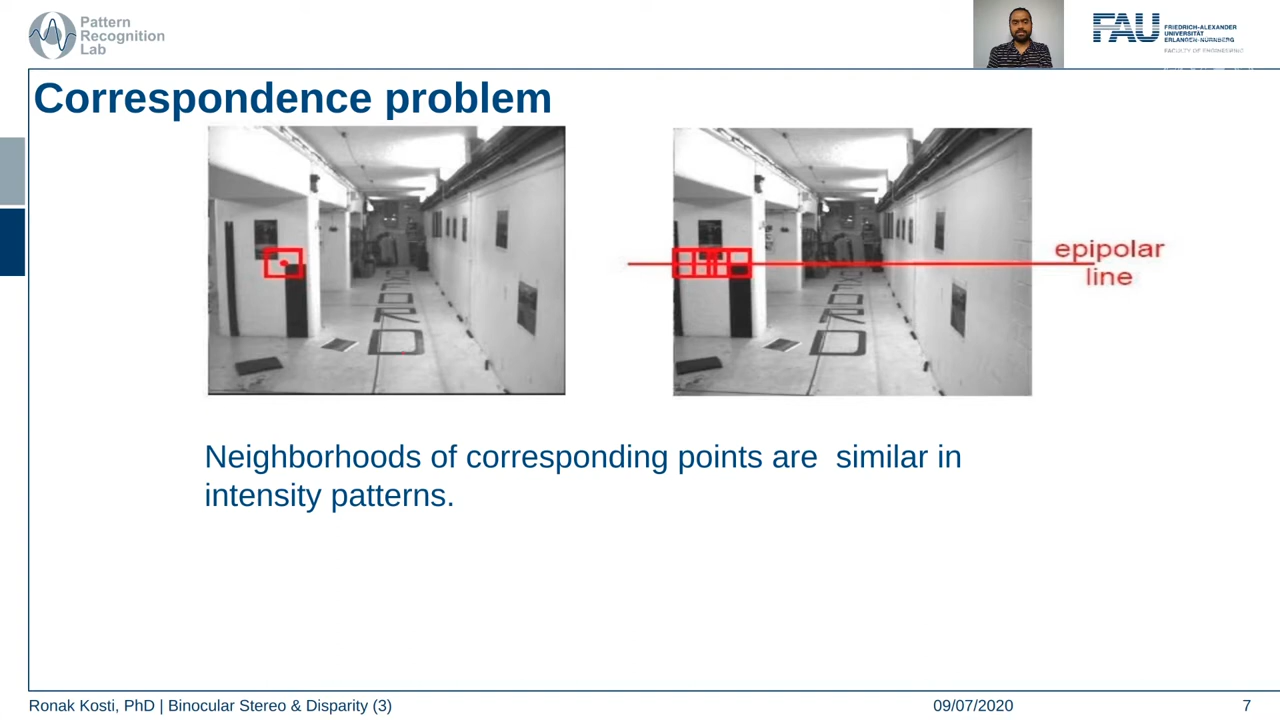 Pattern
Recognition
Lab
FAU
FRIEDRICH-ALEXANDER
UNIVERSITÄT
ERLANGEN-NÜRNBERG
FACULTY OF ENGINEERING
Correspondence problem
epipolar
line
Neighborhoods of corresponding points are  similar in
intensity patterns.
Ronak Kosti, PhD | Binocular Stereo & Disparity (3)
09/07/2020
7